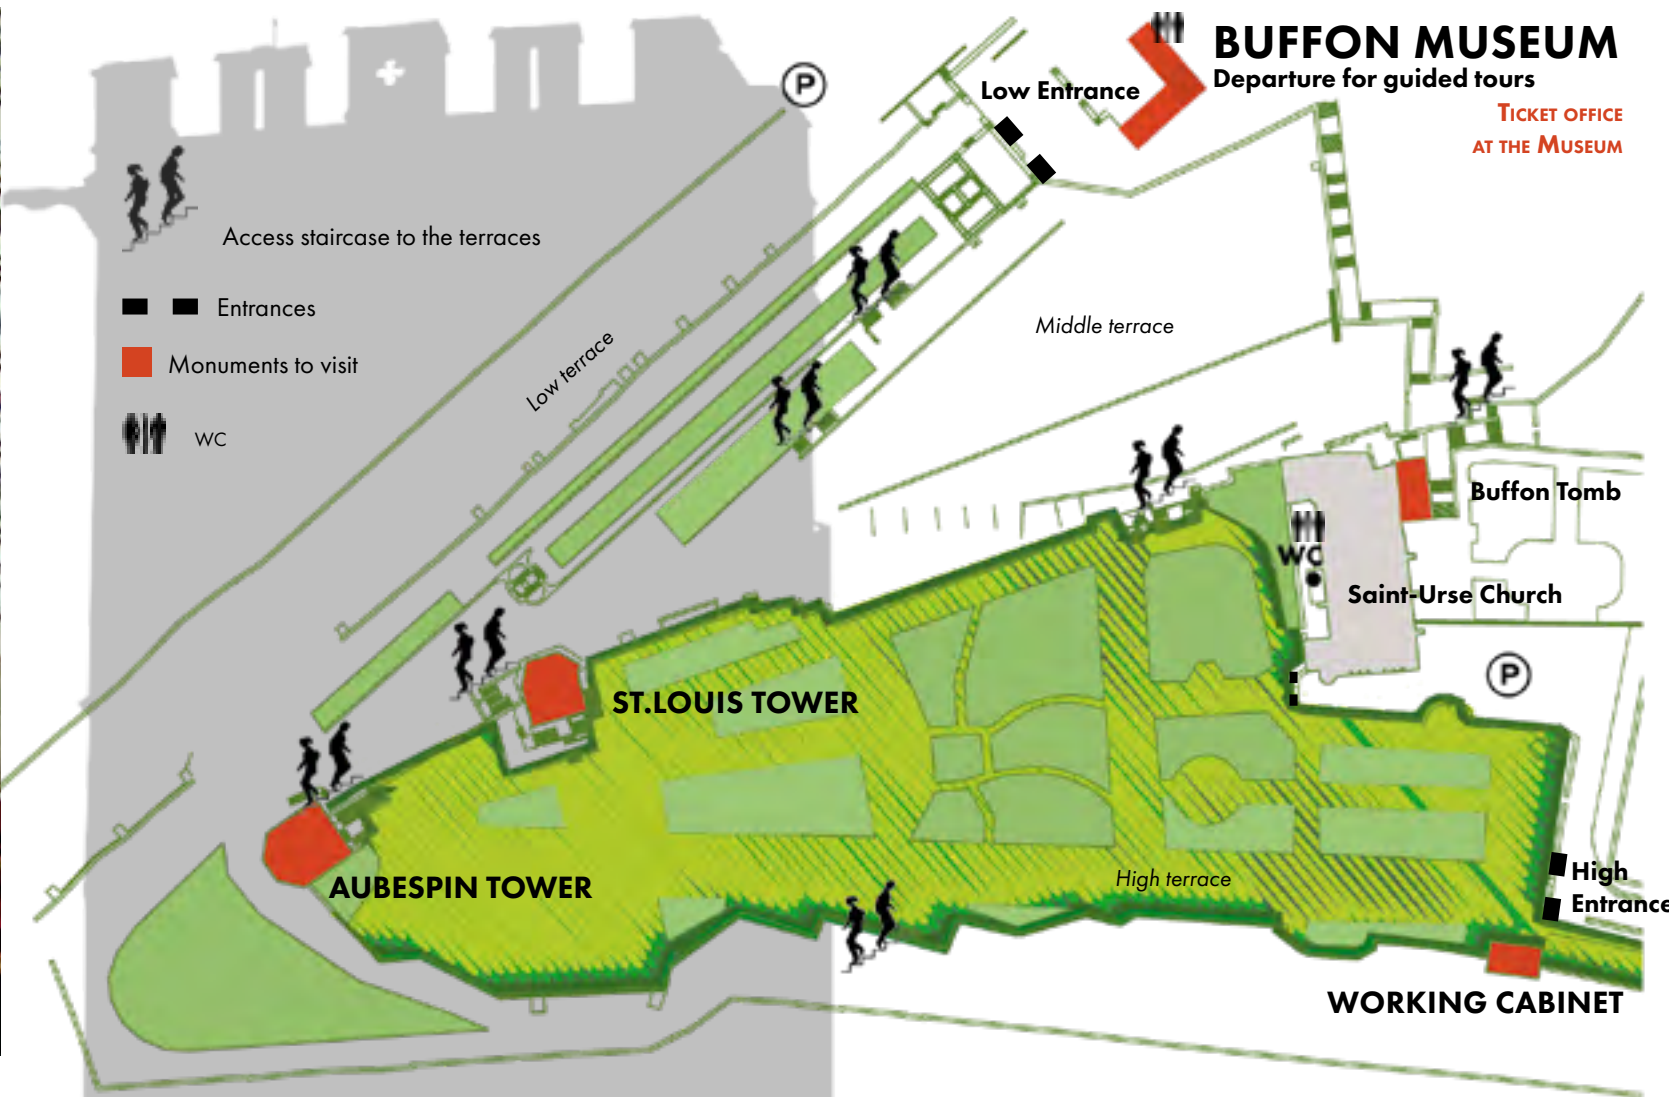 BUFFON MUSEUM
Departure for guided tours
TICKET OFFICE
AT THE MUSEUM
P
Low Entrance
Access staircase to the terraces
Entrances
Monuments to visit
WC
Low terrace
Middle terrace
Buffon Tomb
WC
Saint-Urse Church
P
ST.LOUIS TOWER
AUBESPIN TOWER
High terrace
High
Entrance
WORKING CABINET